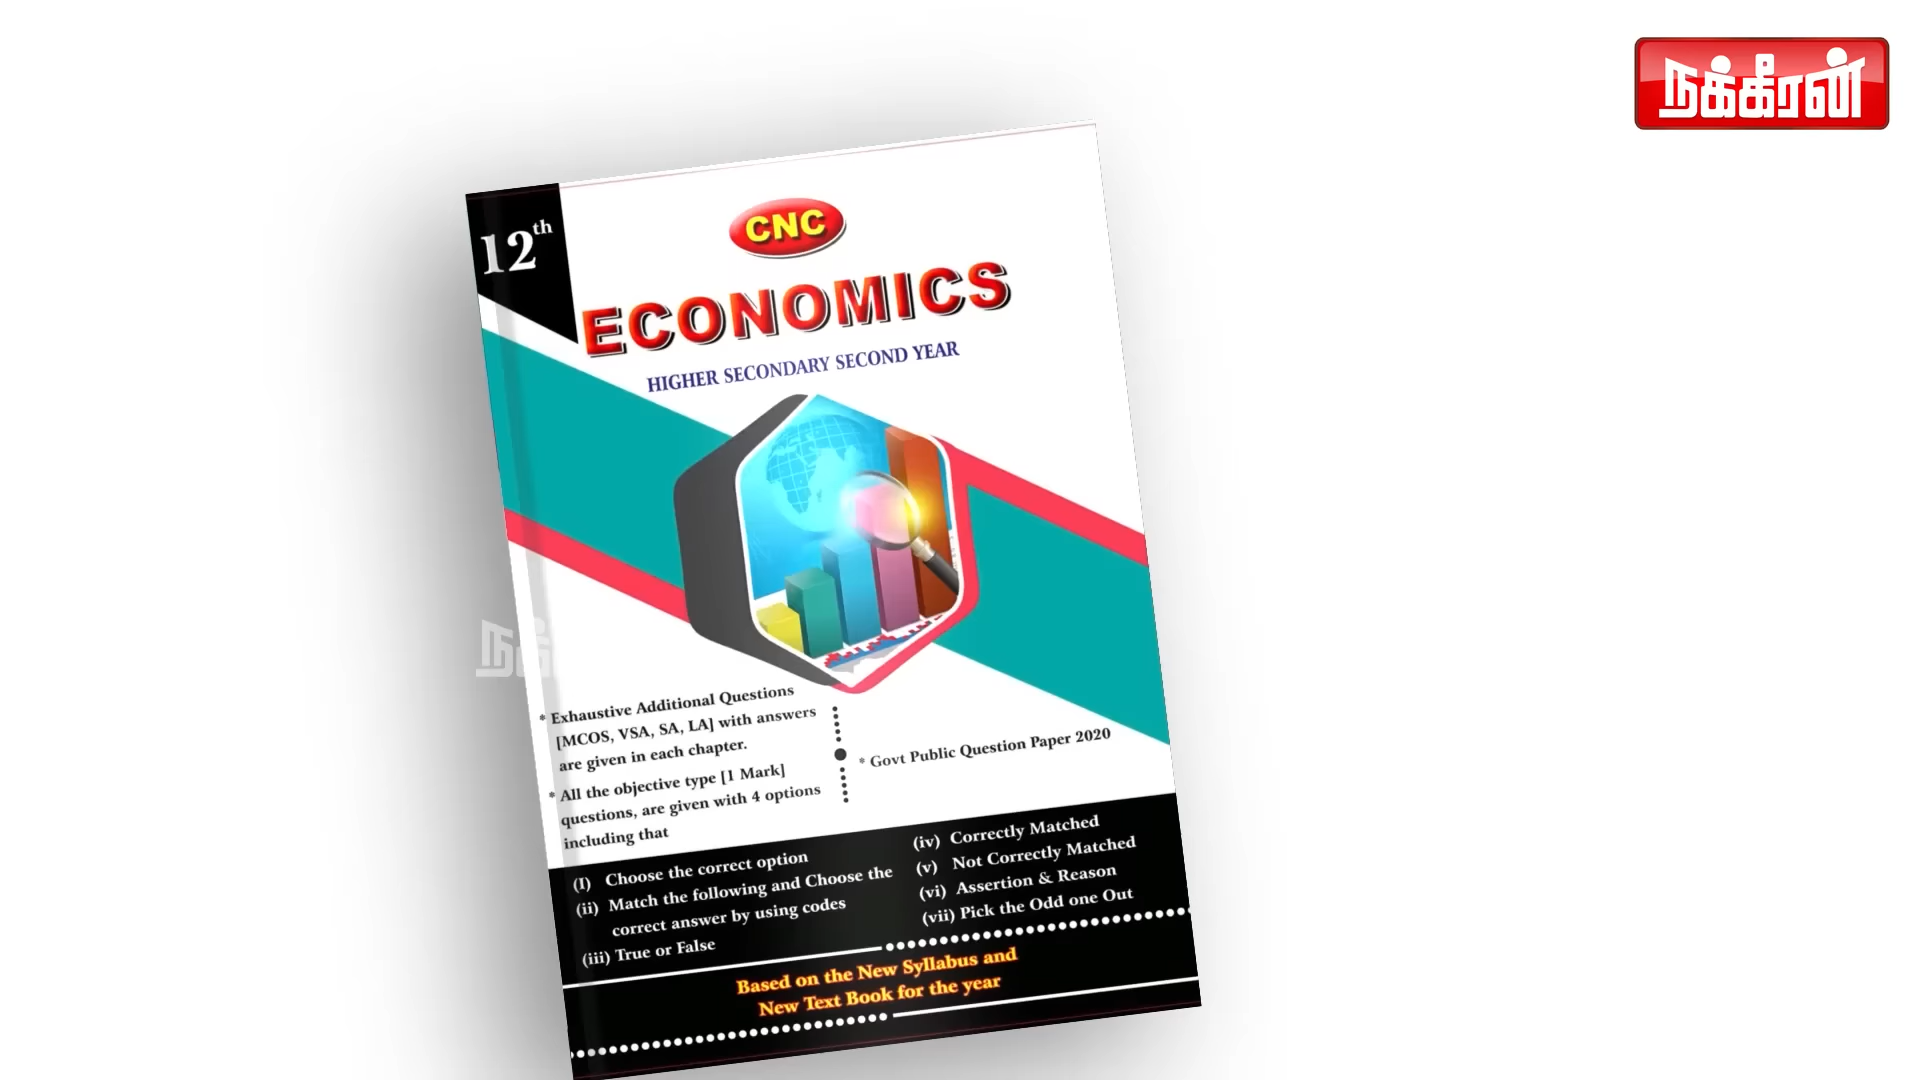 நக்கீரன்
12th
CNC
ECONOMICS
HIGHER SECONDARY SECOND YEAR
* Exhaustive Additional Questions
[MCOS, VSA, SA, LA] with answers
are given in each chapter.
* All the objective type [1 Mark]
questions, are given with 4 options
including that
* Govt Public Question Paper 2020
(I) Choose the correct option
(ii) Match the following and Choose the
correct answer by using codes
(iii) True or False
(iv) Correctly Matched
(v) Not Correctly Matched
(vi) Assertion & Reason
(vii) Pick the Odd one Out
Based on the New Syllabus and
New Text Book for the year